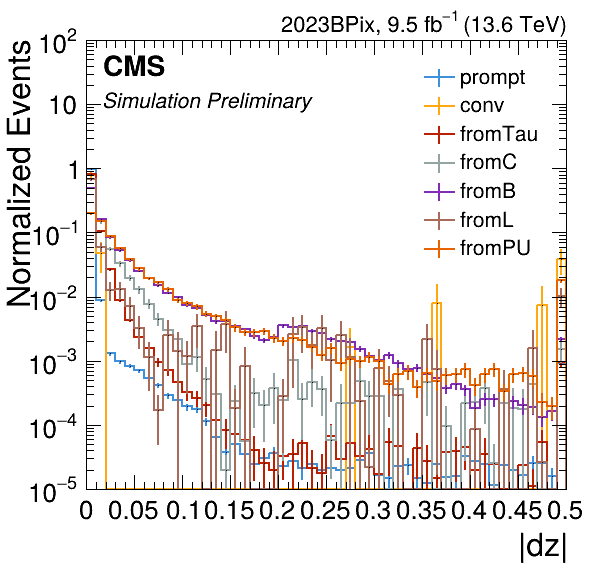 2023BPix, 9.5 fb⁻¹ (13.6 TeV)
Normalized Events
CMS
Simulation Preliminary
prompt
conv
fromTau
fromC
fromB
fromL
fromPU
10²
10
1
10⁻¹
10⁻²
10⁻³
10⁻⁴
10⁻⁵
0 0.05 0.1 0.15 0.2 0.25 0.3 0.35 0.4 0.45 0.5
|dz|